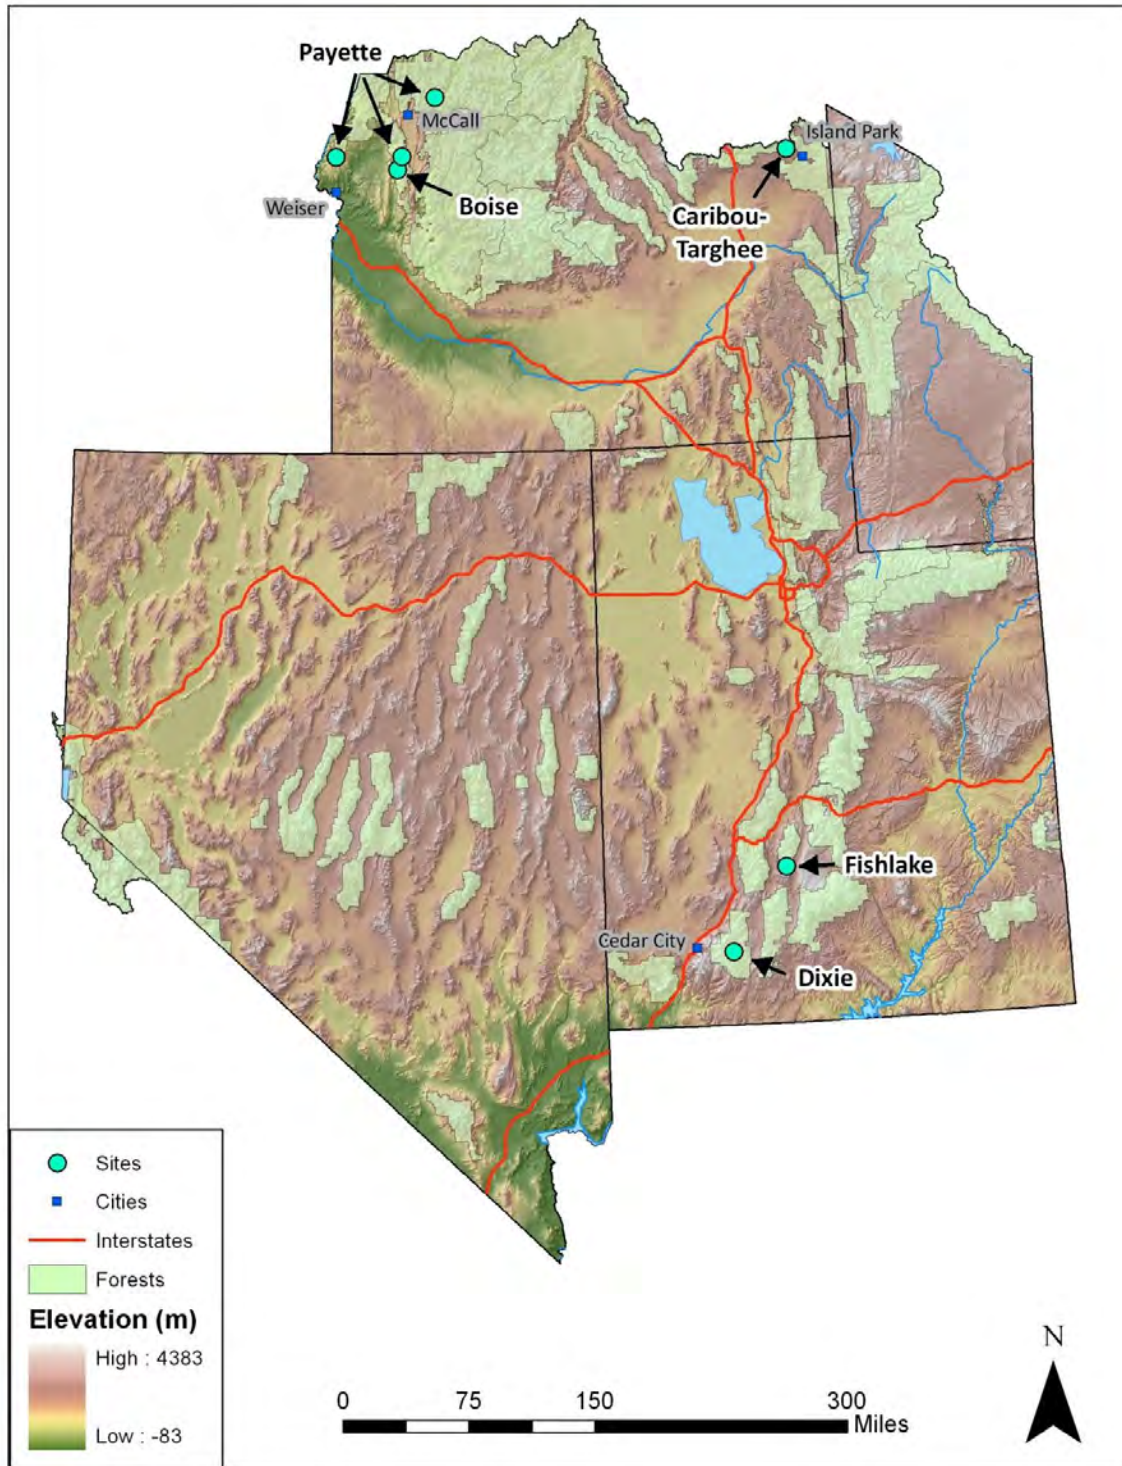 Payette
McCall
Island Park
Weiser
Boise
Caribou-
Targhee
Fishlake
Cedar City
Dixie
Sites
Cities
Interstates
Forests
Elevation (m)
High : 4383
Low : -83
0 75 150 300
Miles
N